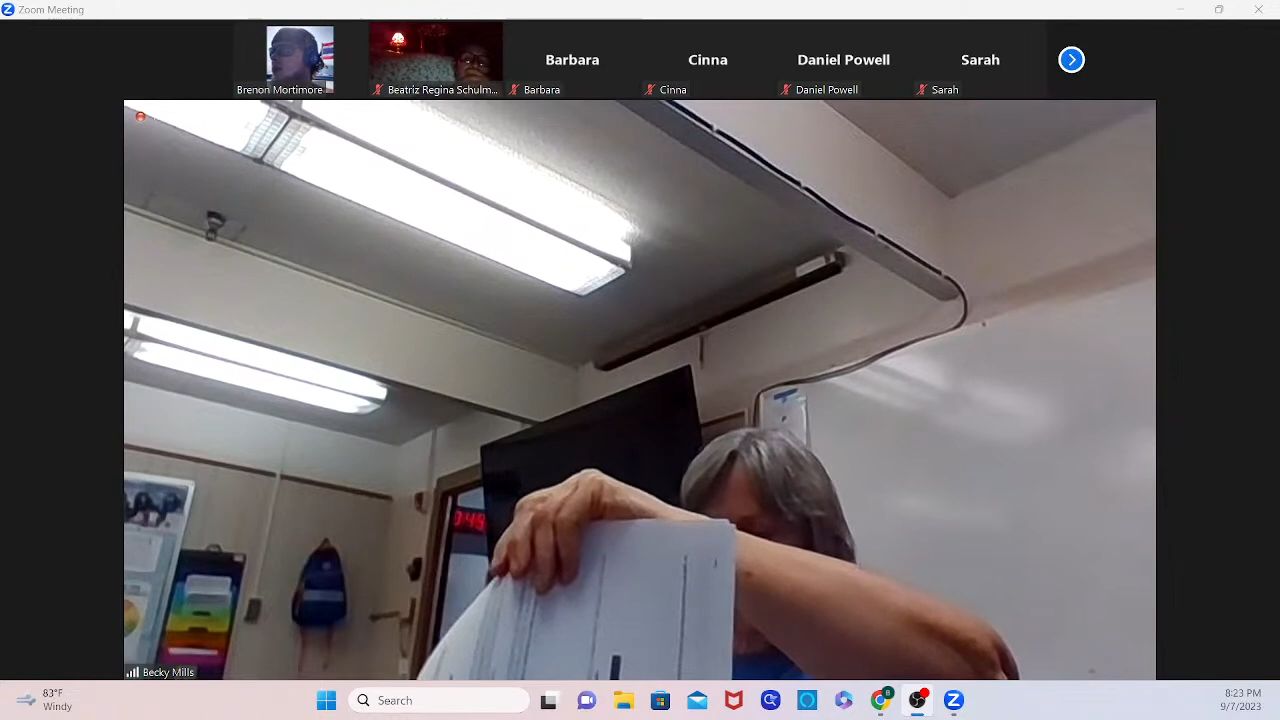 Zoom Meeting
Barbara
Cinna
Daniel Powell
Sarah
Brenon Mortimore
Beatriz Regina Schulm...
Barbara
Cinna
Daniel Powell
Sarah
Becky Mills
83°F
Windy
Search
8:23 PM
9/7/2023